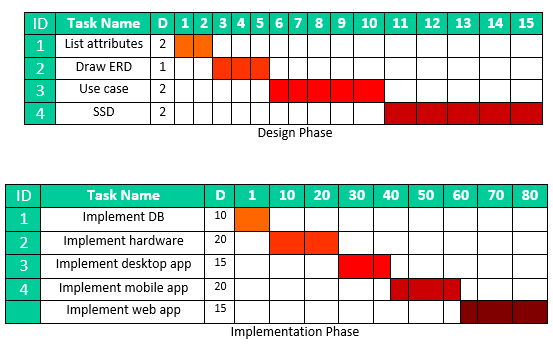 ID Task Name D 1 2 3 4 5 6 7 8 9 10 11 12 13 14 15
1 List attributes 2
2 Draw ERD 1
3 Use case 2
4 SSD 2
Design Phase
ID Task Name D 1 10 20 30 40 50 60 70 80
1 Implement DB 10
2 Implement hardware 20
3 Implement desktop app 15
4 Implement mobile app 20
Implement web app 15
Implementation Phase